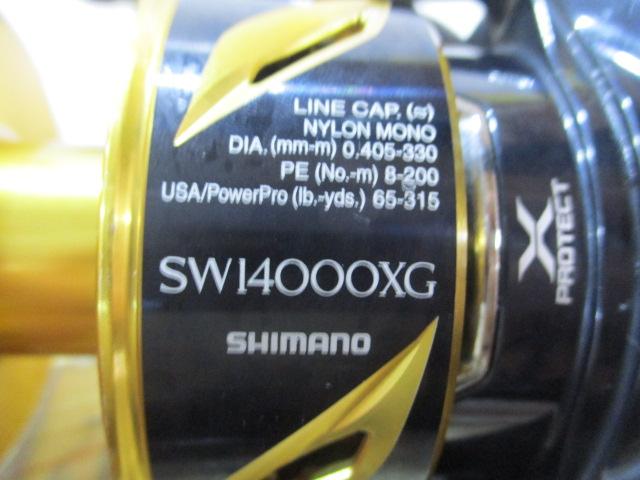 LINE CAP. (≈)
NYLON MONO
DIA. (mm-m) 0.405-330
PE (No.-m) 8-200
USA/PowerPro (lb.-yds.) 65-315
SW14000XG
SHIMANO
X
PROTECT